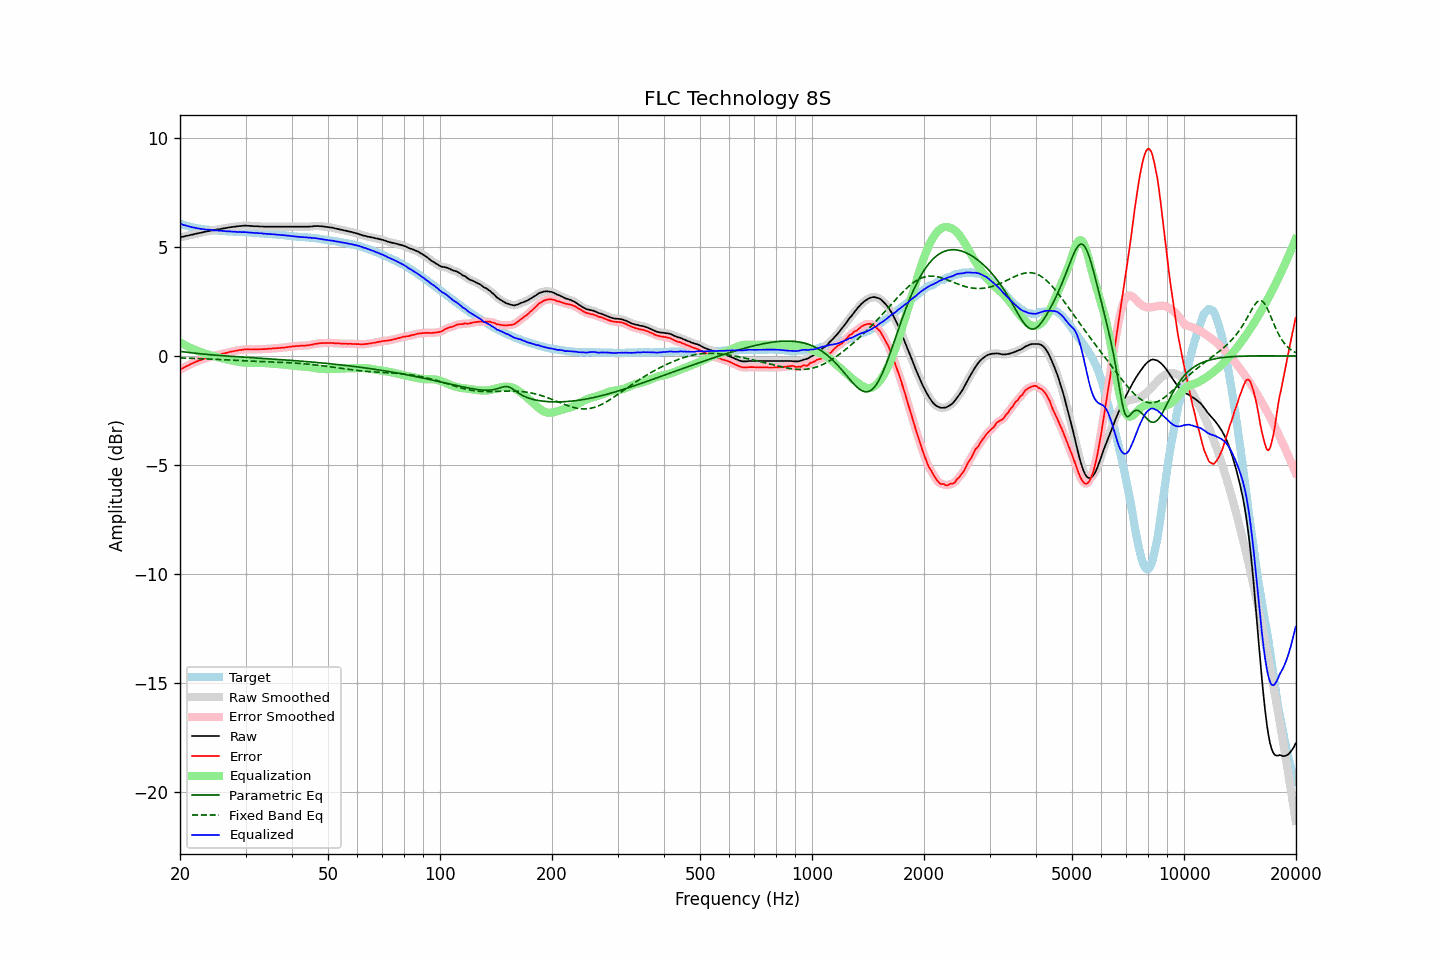 FLC Technology 8S
10
5
0
−5
−10
−15
−20
Amplitude (dBr)
Target
Raw Smoothed
Error Smoothed
Raw
Error
Equalization
Parametric Eq
Fixed Band Eq
Equalized
20 50 100 200 500 1000 2000 5000 10000 20000
Frequency (Hz)